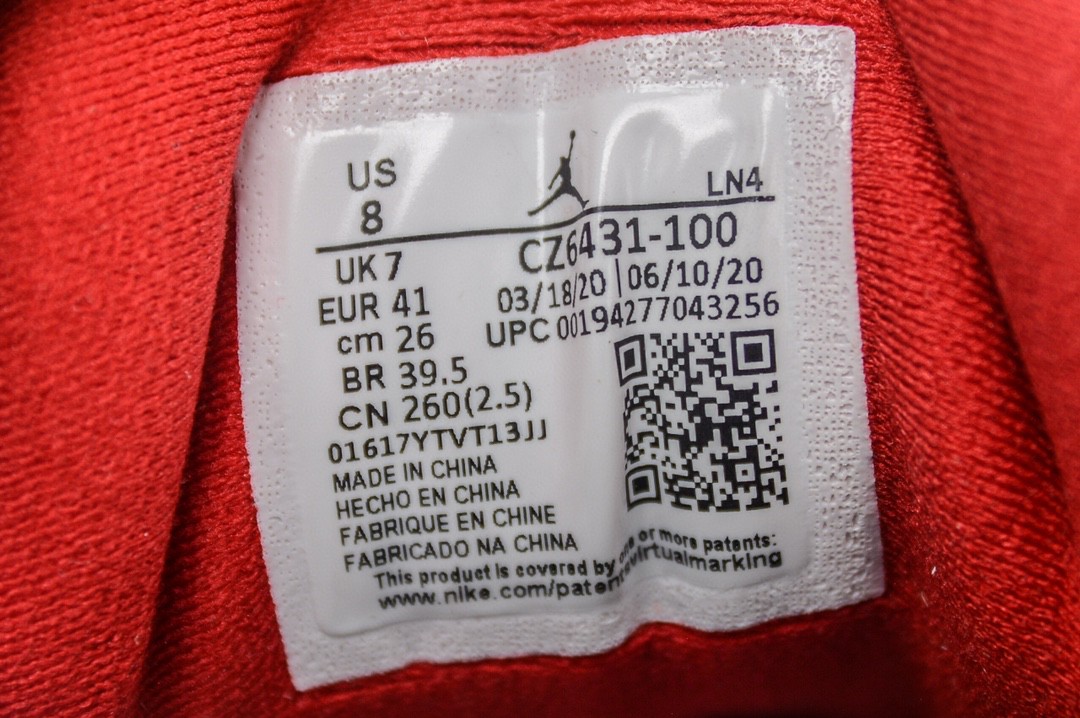 US
8
LN4
UK 7
CZ6431-100
EUR 41
03/18/20 | 06/10/20
cm 26
UPC 00194277043256
BR 39.5
CN 260(2.5)
01617YTVT13JJ
MADE IN CHINA
HECHO EN CHINA
FABRIQUE EN CHINE
FABRICADO NA CHINA
This product is covered by one or more patents:
www.nike.com/patentsvirtualmarking